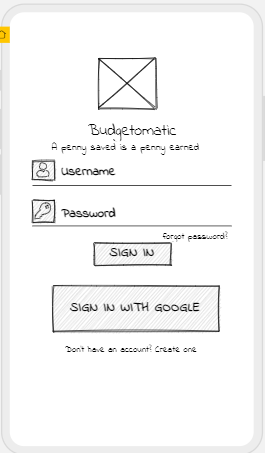 Budgetomatic
A penny saved is a penny earned
Username
Password
forgot password?
SIGN IN
SIGN IN WITH GOOGLE
Don't have an account? Create one